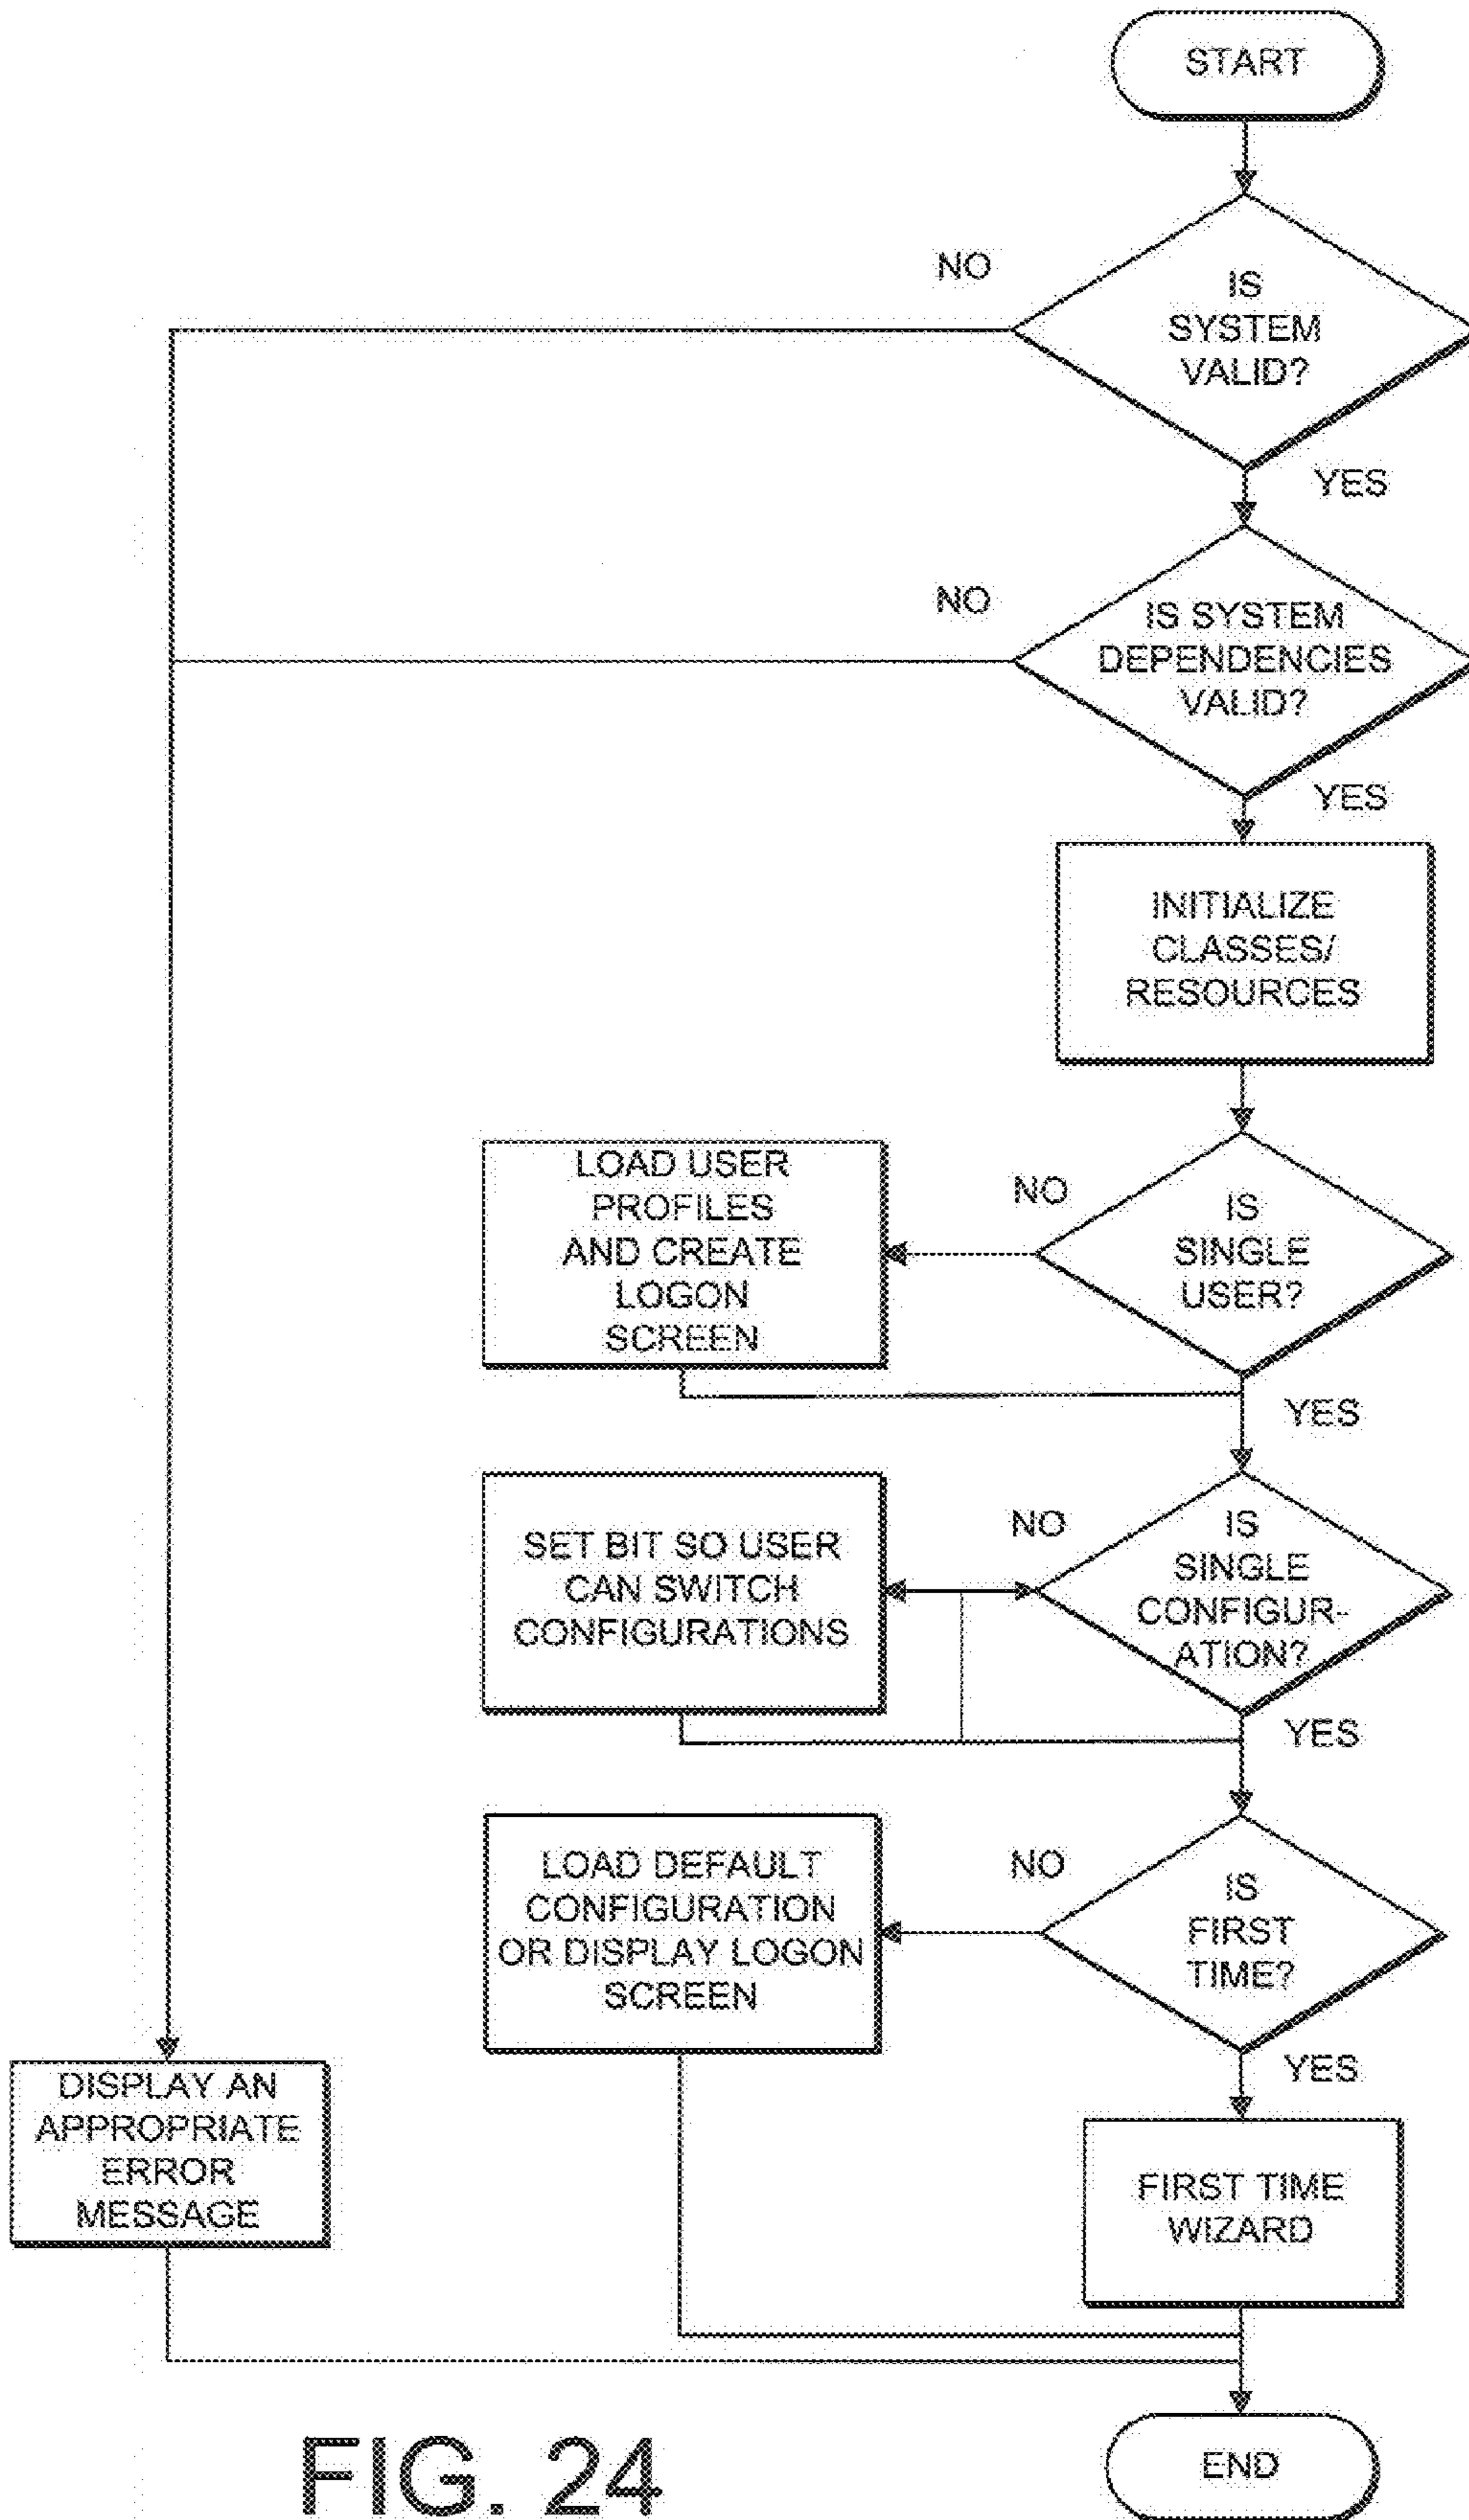 START
NO
IS
SYSTEM
VALID?
YES
NO
IS SYSTEM
DEPENDENCIES
VALID?
YES
INITIALIZE
CLASSES/
RESOURCES
LOAD USER
PROFILES
AND CREATE
LOGON
SCREEN
NO
IS
SINGLE
USER?
YES
SET BIT SO USER
CAN SWITCH
CONFIGURATIONS
NO
IS
SINGLE
CONFIGUR-
ATION?
YES
LOAD DEFAULT
CONFIGURATION
OR DISPLAY LOGON
SCREEN
NO
IS
FIRST
TIME?
YES
DISPLAY AN
APPROPRIATE
ERROR
MESSAGE
FIRST TIME
WIZARD
END
FIG. 24